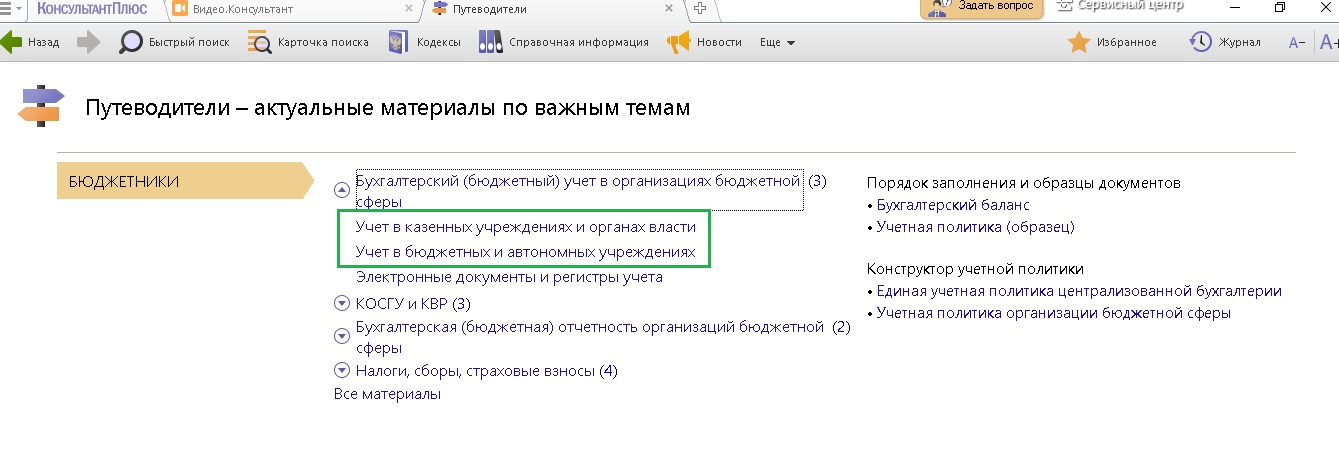 КОНСУЛЬТАНТПЛЮС
Видео.Консультант
Путеводители
Задать вопрос
Сервисный центр
Назад
Быстрый поиск
Карточка поиска
Кодексы
Справочная информация
Новости
Еще
Избранное
Журнал
A−
A+
Путеводители – актуальные материалы по важным темам
БЮДЖЕТНИКИ
Бухгалтерский (бюджетный) учет в организациях бюджетной (3)
сферы
Учет в казенных учреждениях и органах власти
Учет в бюджетных и автономных учреждениях
Электронные документы и регистры учета
КОСГУ и КВР (3)
Бухгалтерская (бюджетная) отчетность организаций бюджетной (2)
сферы
Налоги, сборы, страховые взносы (4)
Все материалы
Порядок заполнения и образцы документов
• Бухгалтерский баланс
• Учетная политика (образец)
Конструктор учетной политики
• Единая учетная политика централизованной бухгалтерии
• Учетная политика организации бюджетной сферы